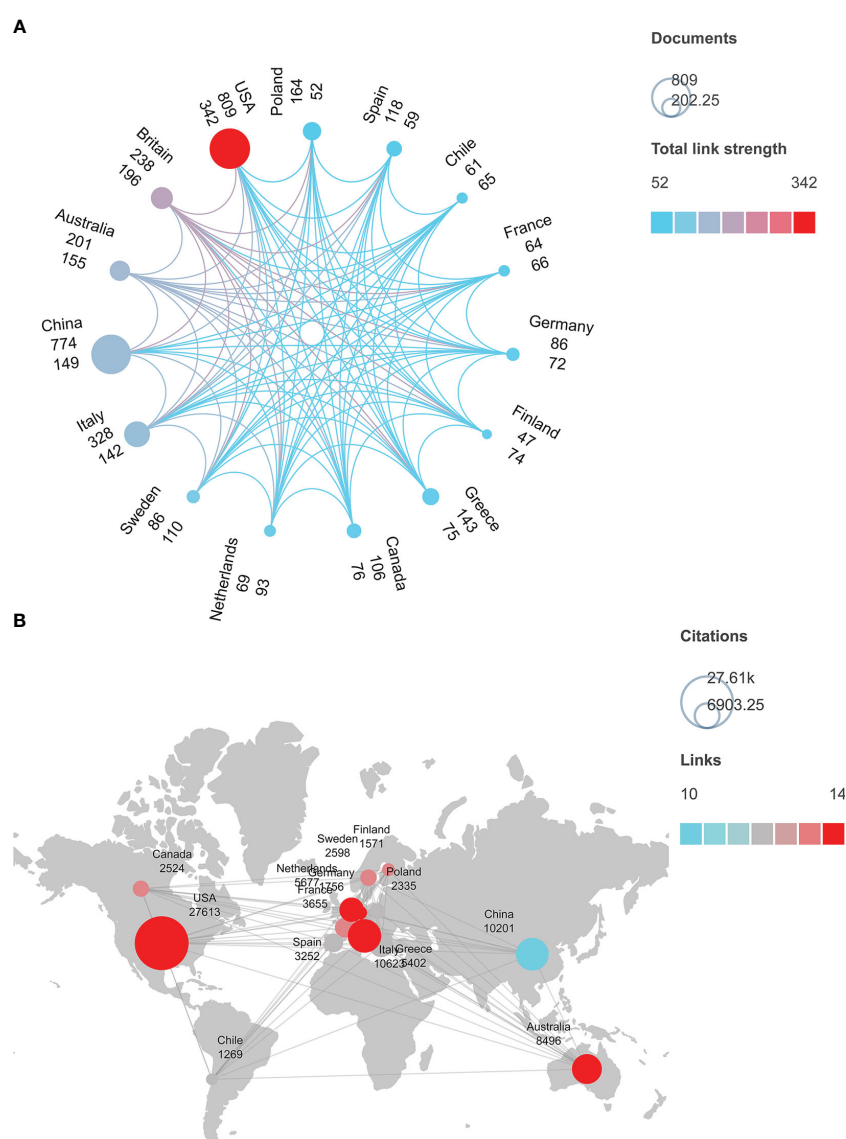 A
Documents
809
202.25
Total link strength
52 342
USA
809
342
Poland
164
52
Spain
118
59
Chile
61
65
France
64
66
Germany
86
72
Finland
47
74
Greece
143
75
Canada
106
76
Netherlands
69
93
Sweden
86
110
Italy
328
142
China
774
149
Australia
201
155
Britain
238
196
B
Citations
27.61k
6903.25
Links
10 14
Finland
1571
Sweden
2598
Canada
2524
Netherlands
5677
Germany
1756
Poland
2335
France
3655
USA
27613
China
10201
Spain
3252
Italy
10623
Greece
5402
Australia
8496
Chile
1269